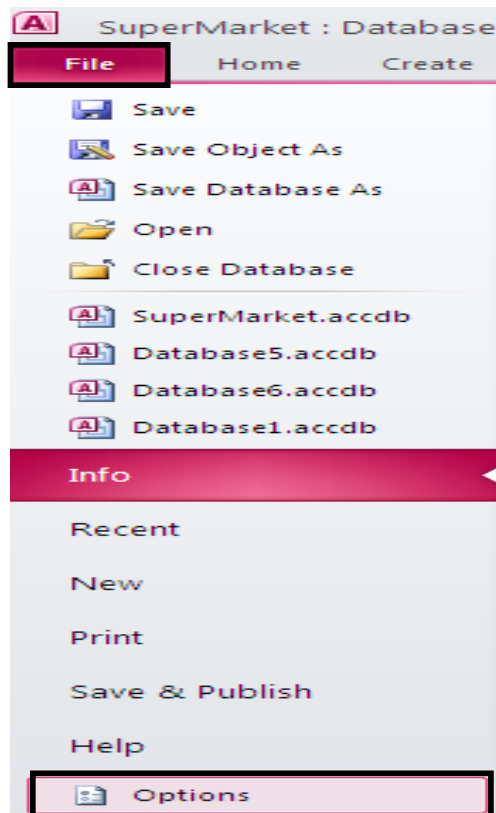 SuperMarket : Database
File Home Create
Save
Save Object As
Save Database As
Open
Close Database
SuperMarket.accdb
Database5.accdb
Database6.accdb
Database1.accdb
Info
Recent
New
Print
Save & Publish
Help
Options